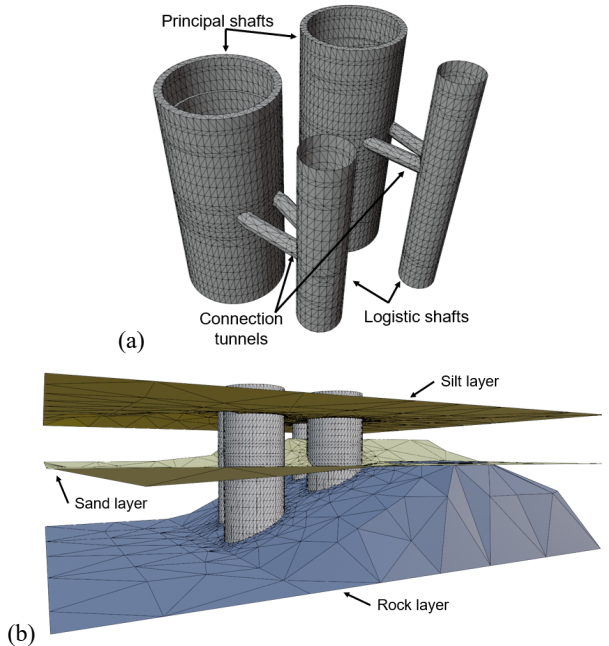 Principal shafts
Connection
tunnels
Logistic shafts
(a)
Silt layer
Sand layer
Rock layer
(b)